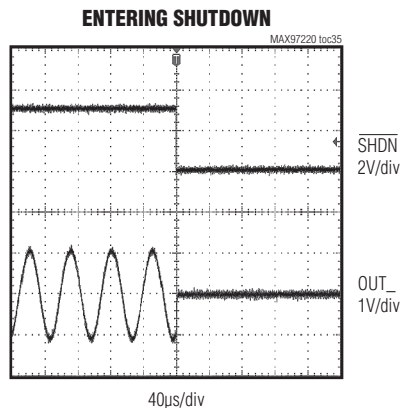 ENTERING SHUTDOWN
MAX97220 toc35
SHDN
2V/div
OUT_
1V/div
40µs/div